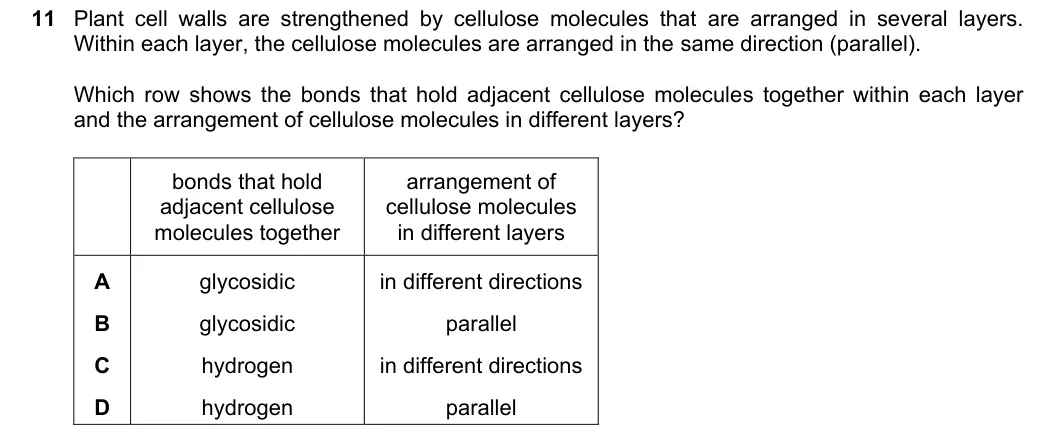 11 Plant cell walls are strengthened by cellulose molecules that are arranged in several layers.
Within each layer, the cellulose molecules are arranged in the same direction (parallel).
Which row shows the bonds that hold adjacent cellulose molecules together within each layer
and the arrangement of cellulose molecules in different layers?
bonds that hold adjacent cellulose molecules together arrangement of cellulose molecules in different layers
A glycosidic in different directions
B glycosidic parallel
C hydrogen in different directions
D hydrogen parallel